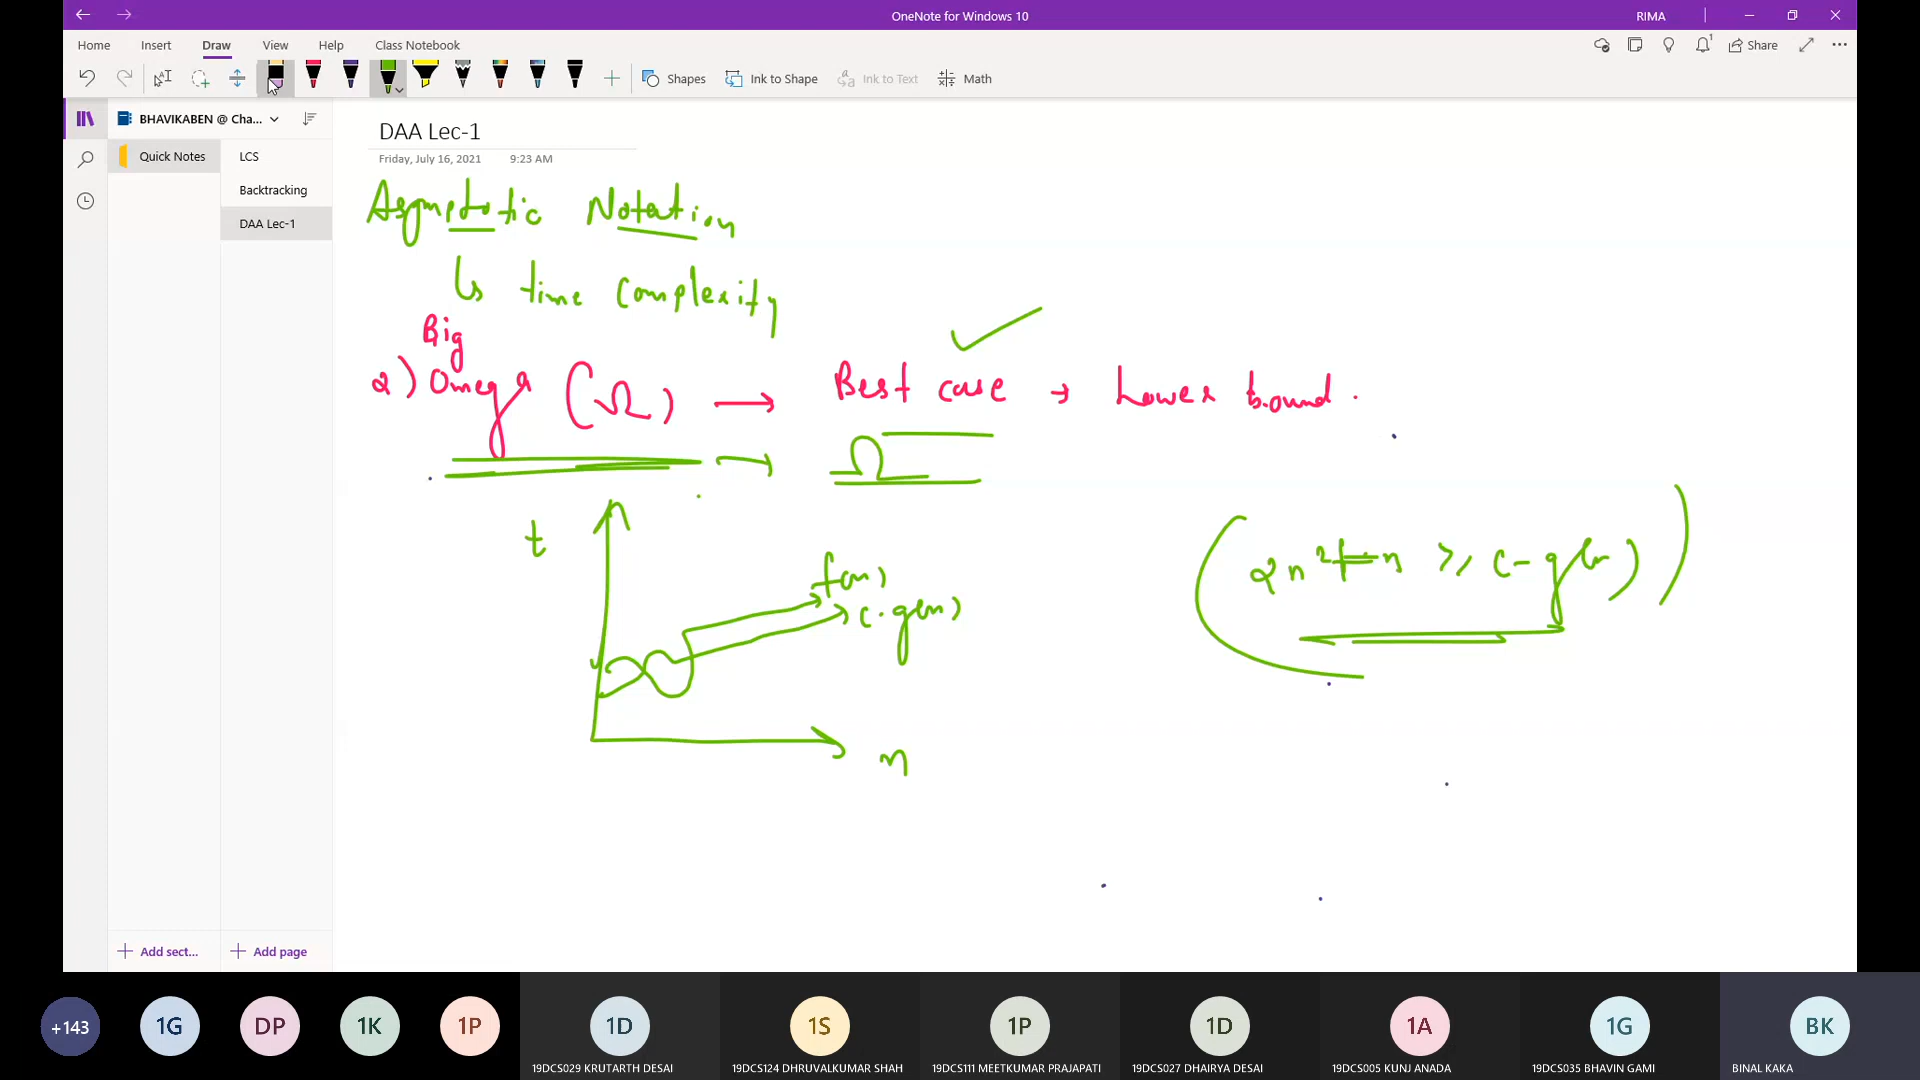 OneNote for Windows 10
RIMA
Home Insert Draw View Help Class Notebook
Share
Shapes Ink to Shape Ink to Text Math
BHAVIKABEN @ Cha...
Quick Notes
LCS
Backtracking
DAA Lec-1
DAA Lec-1
Friday, July 16, 2021 9:23 AM
Asymptotic Notation
↳ time complexity
Big
2) Omega (Ω) → Best case → Lower bound.
→ Ω
t
f(n)
c.g(n)
n
(2n²+n >= c-g(n))
Add sect...
Add page
+143
1G
DP
1K
1P
1D
1S
1P
1D
1A
1G
BK
19DCS029 KRUTARTH DESAI
19DCS124 DHRUVALKUMAR SHAH
19DCS111 MEETKUMAR PRAJAPATI
19DCS027 DHAIRYA DESAI
19DCS005 KUNJ ANADA
19DCS035 BHAVIN GAMI
BINAL KAKA